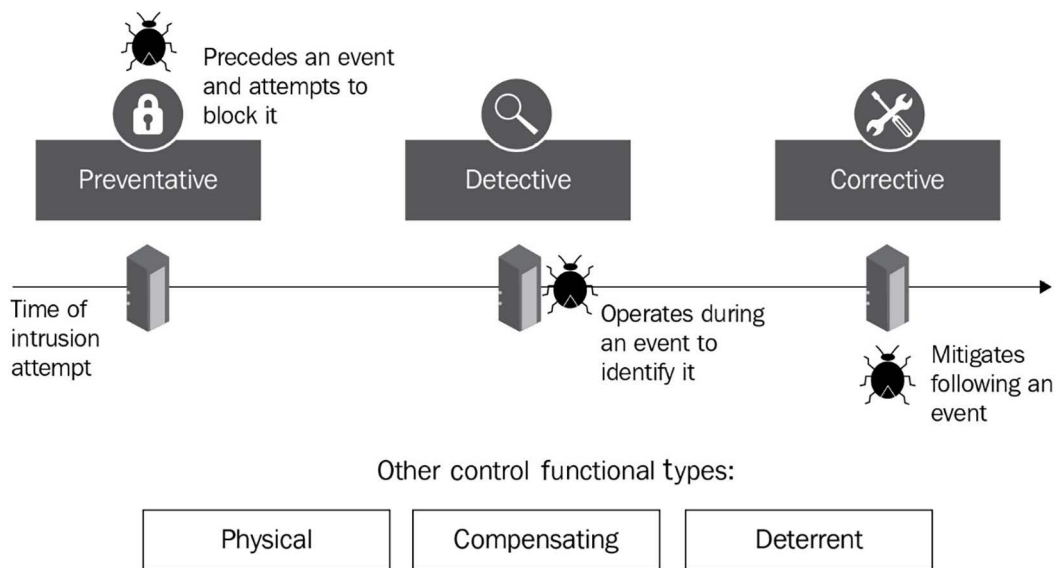 Precedes an event
and attempts to
block it
Preventative
Detective
Corrective
Time of
intrusion
attempt
Operates during
an event to
identify it
Mitigates
following an
event
Other control functional types:
Physical
Compensating
Deterrent